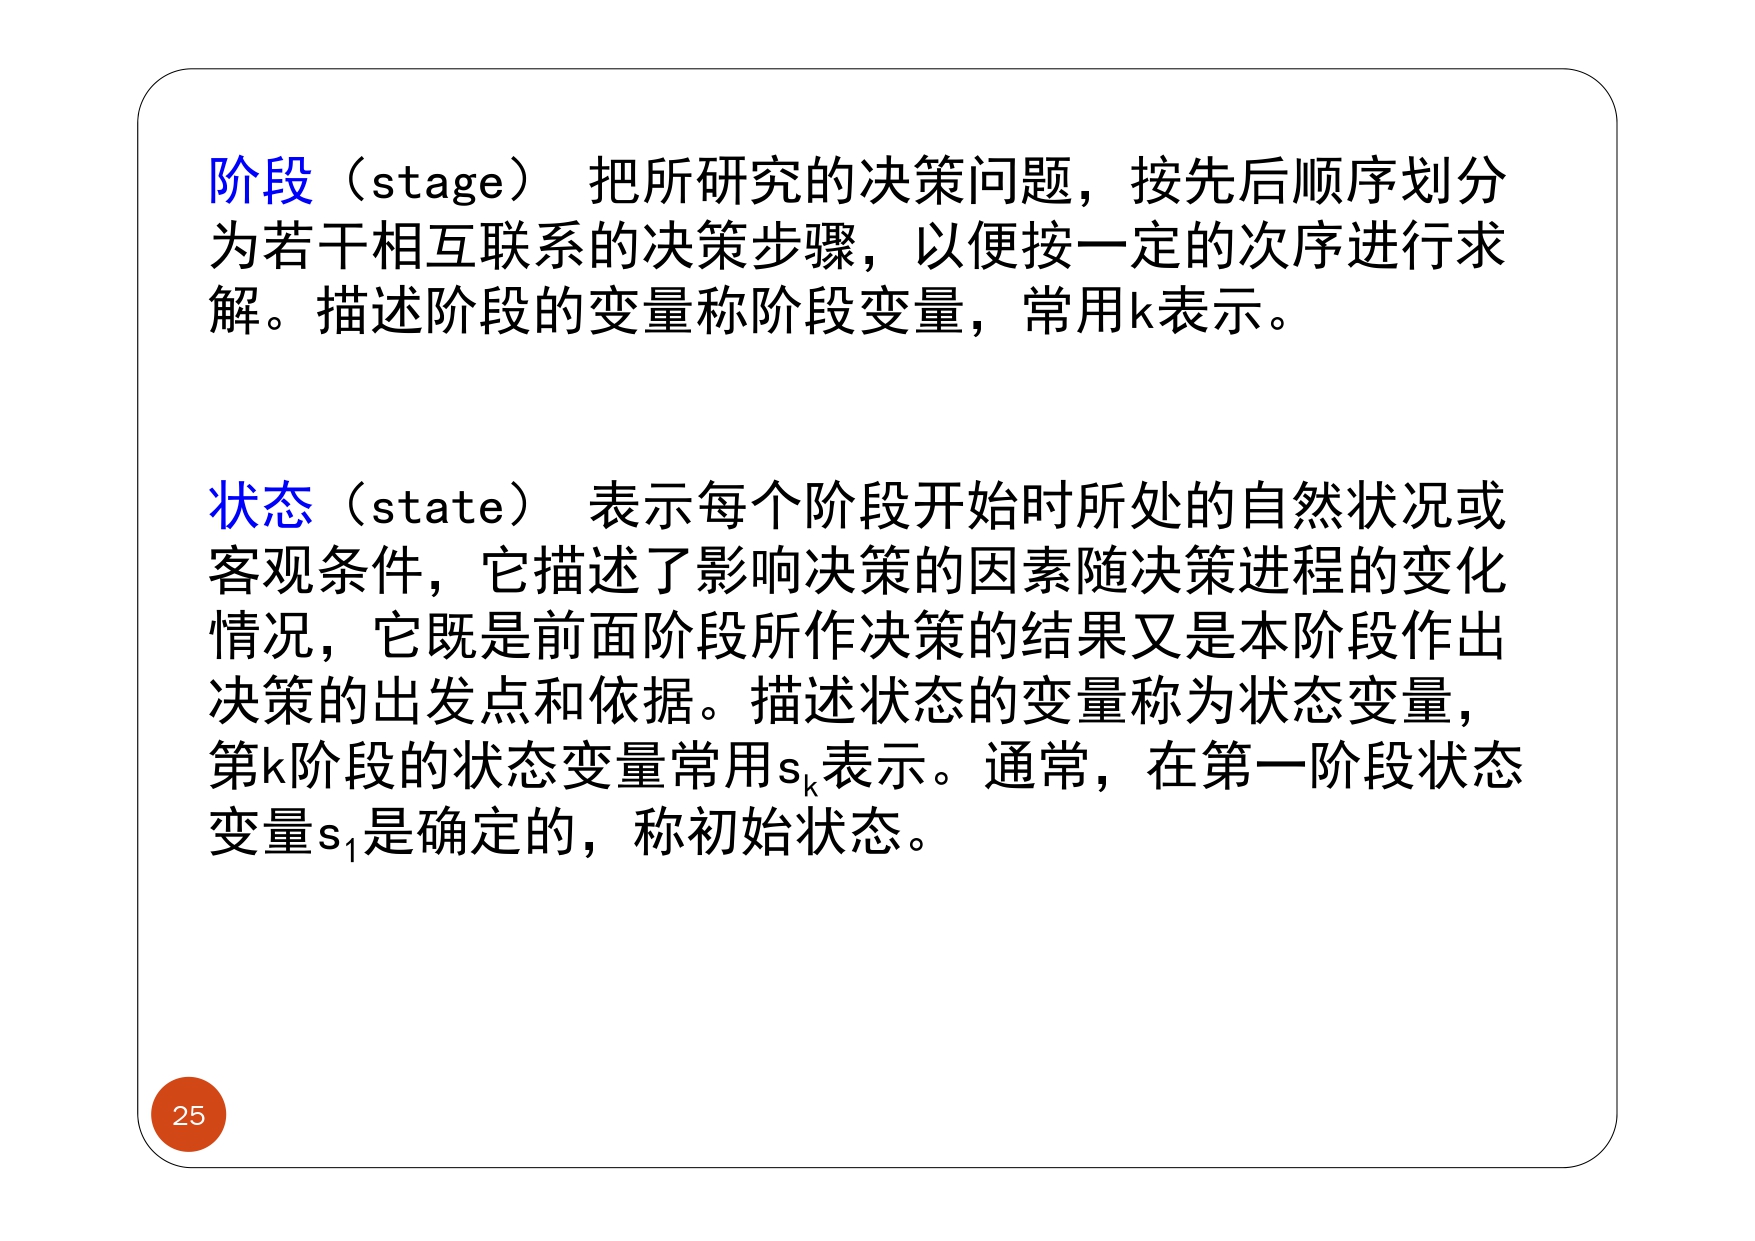 阶段（stage） 把所研究的决策问题，按先后顺序划分
为若干相互联系的决策步骤，以便按一定的次序进行求
解。描述阶段的变量称阶段变量，常用k表示。
状态（state） 表示每个阶段开始时所处的自然状况或
客观条件，它描述了影响决策的因素随决策进程的变化
情况，它既是前面阶段所作决策的结果又是本阶段作出
决策的出发点和依据。描述状态的变量称为状态变量，
第k阶段的状态变量常用sₖ表示。通常，在第一阶段状态
变量s₁是确定的，称初始状态。
25